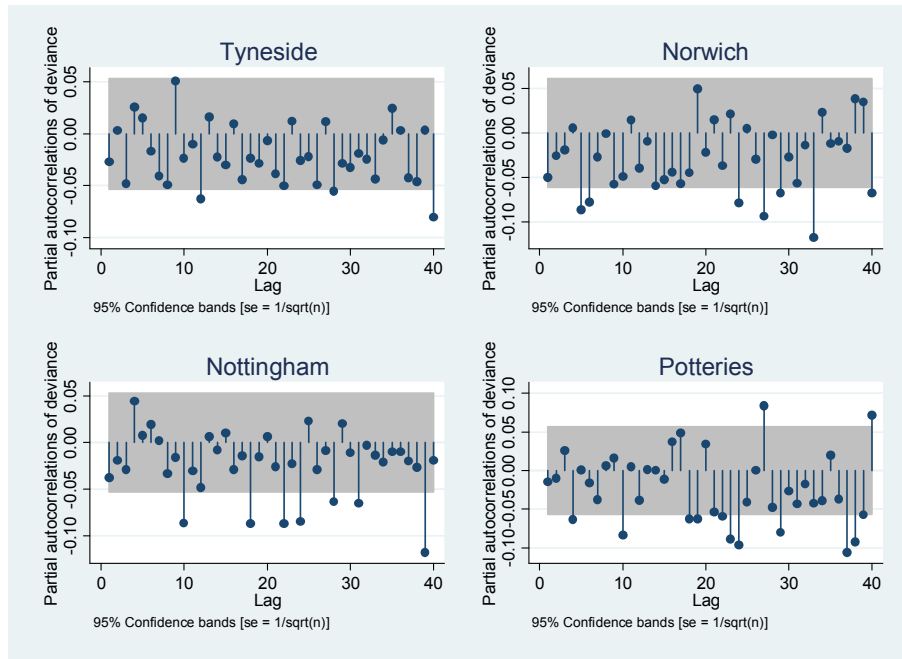 Tyneside
Partial autocorrelations of deviance
0.05
0.00
-0.05
-0.10
0 10 20 30 40
Lag
95% Confidence bands [se = 1/sqrt(n)]
Norwich
Partial autocorrelations of deviance
0.05
0.00
-0.05
-0.10
0 10 20 30 40
Lag
95% Confidence bands [se = 1/sqrt(n)]
Nottingham
Partial autocorrelations of deviance
0.05
0.00
-0.05
-0.10
0 10 20 30 40
Lag
95% Confidence bands [se = 1/sqrt(n)]
Potteries
Partial autocorrelations of deviance
0.10
0.05
0.00
-0.05
-0.10
0 10 20 30 40
Lag
95% Confidence bands [se = 1/sqrt(n)]